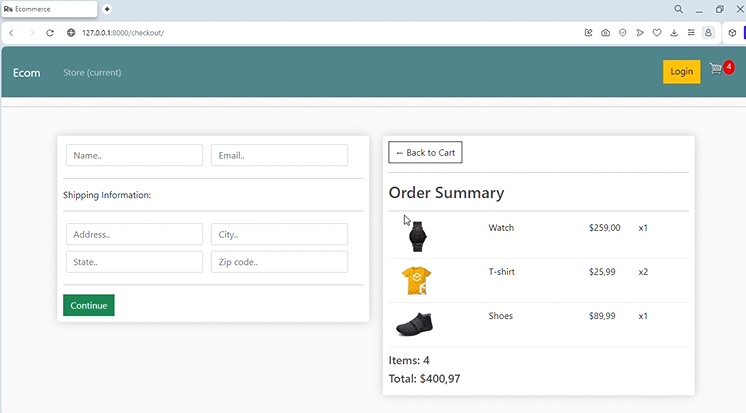 Ecommerce
127.0.0.1:8000/checkout/
Ecom Store (current) Login 4
Name.. Email..
Shipping Information:
Address.. City..
State.. Zip code..
Continue
← Back to Cart
Order Summary
Watch $259,00 x1
T-shirt $25,99 x2
Shoes $89,99 x1
Items: 4
Total: $400,97